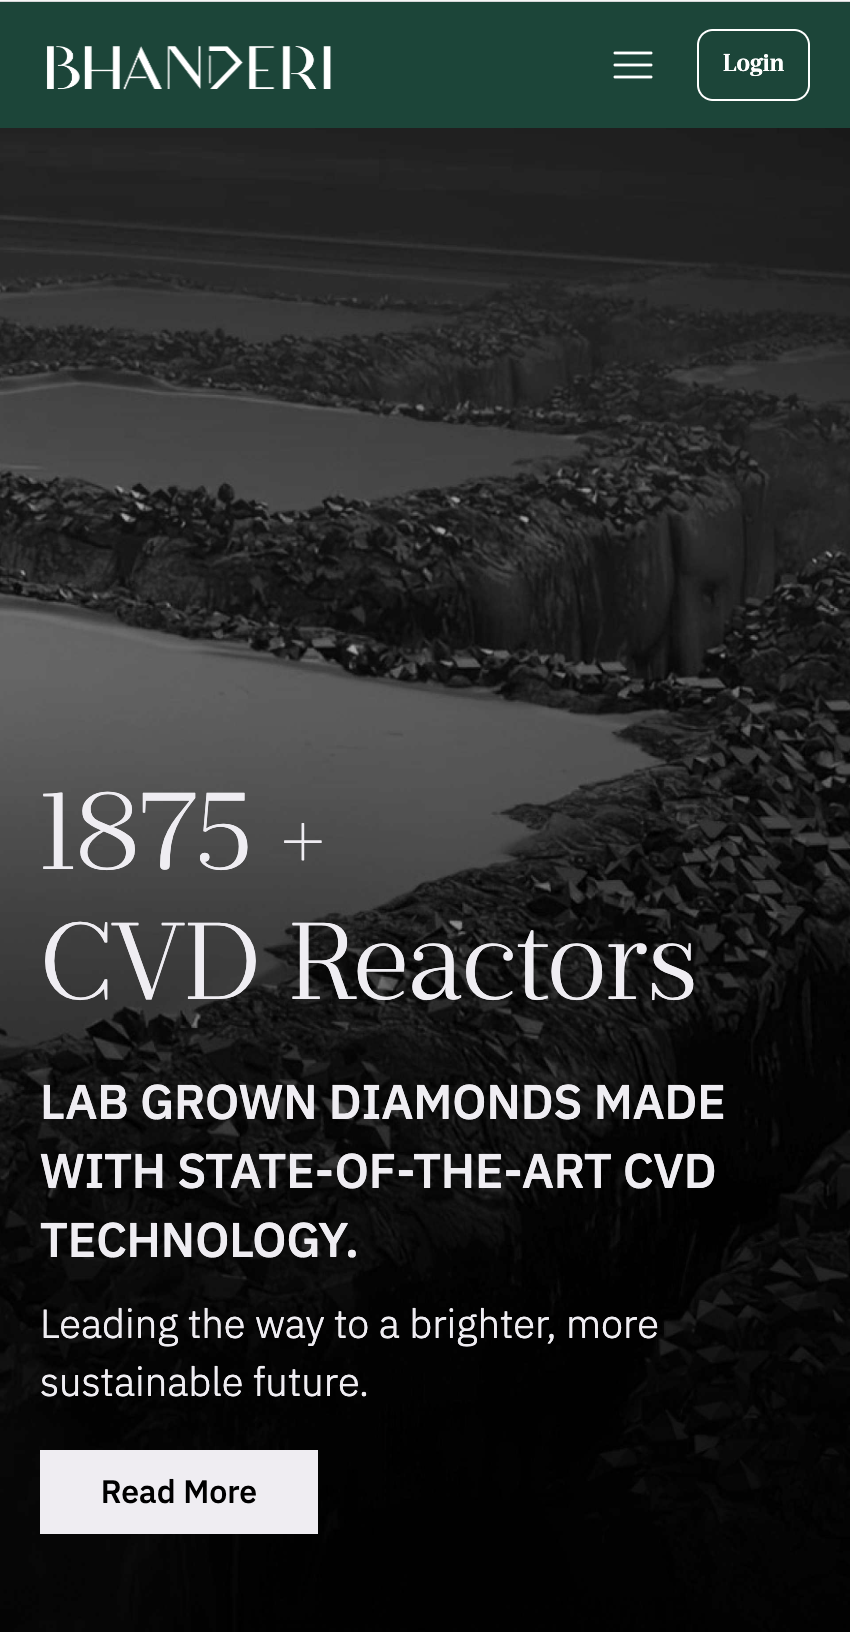 BHANDERI
Login
1875 +
CVD Reactors
LAB GROWN DIAMONDS MADE
WITH STATE-OF-THE-ART CVD
TECHNOLOGY.
Leading the way to a brighter, more
sustainable future.
Read More